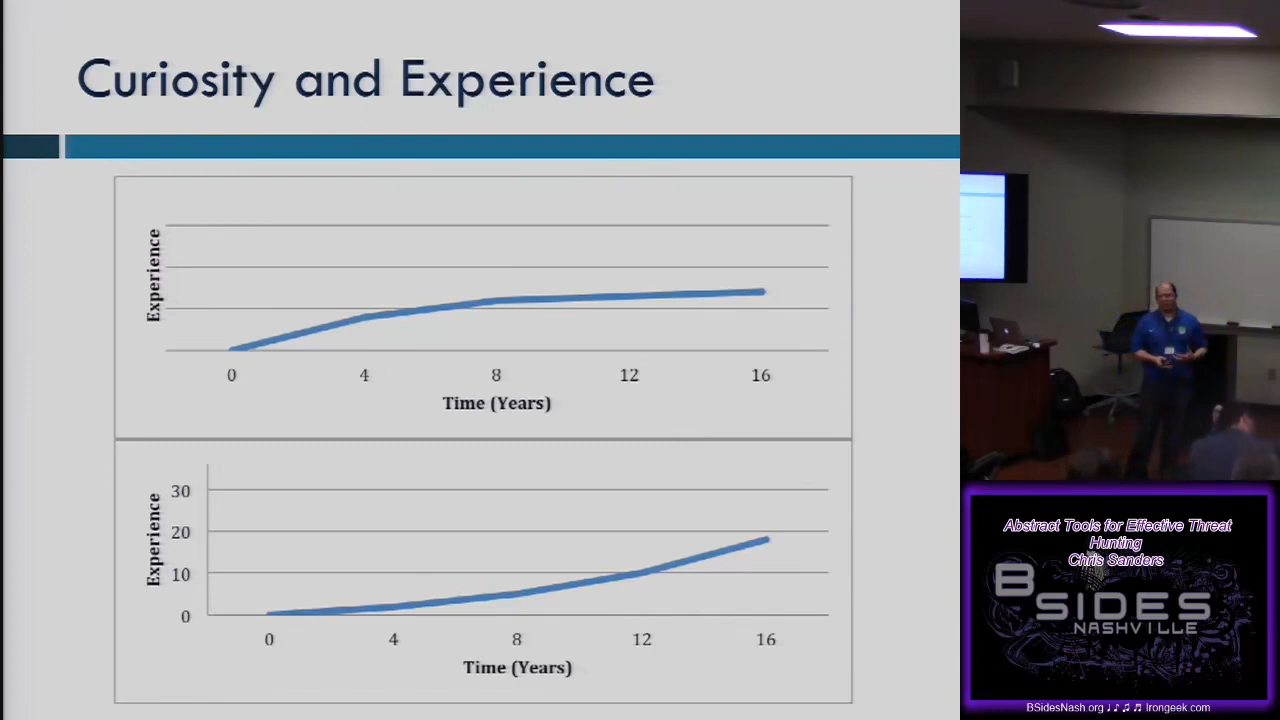 Curiosity and Experience
Experience
0 4 8 12 16
Time (Years)
Experience
30
20
10
0
0 4 8 12 16
Time (Years)
Abstract Tools for Effective Threat
Hunting
Chris Sanders
BSIDES
NASHVILLE
BSidesNash.org ♩♪♫♬ Irongeek.com